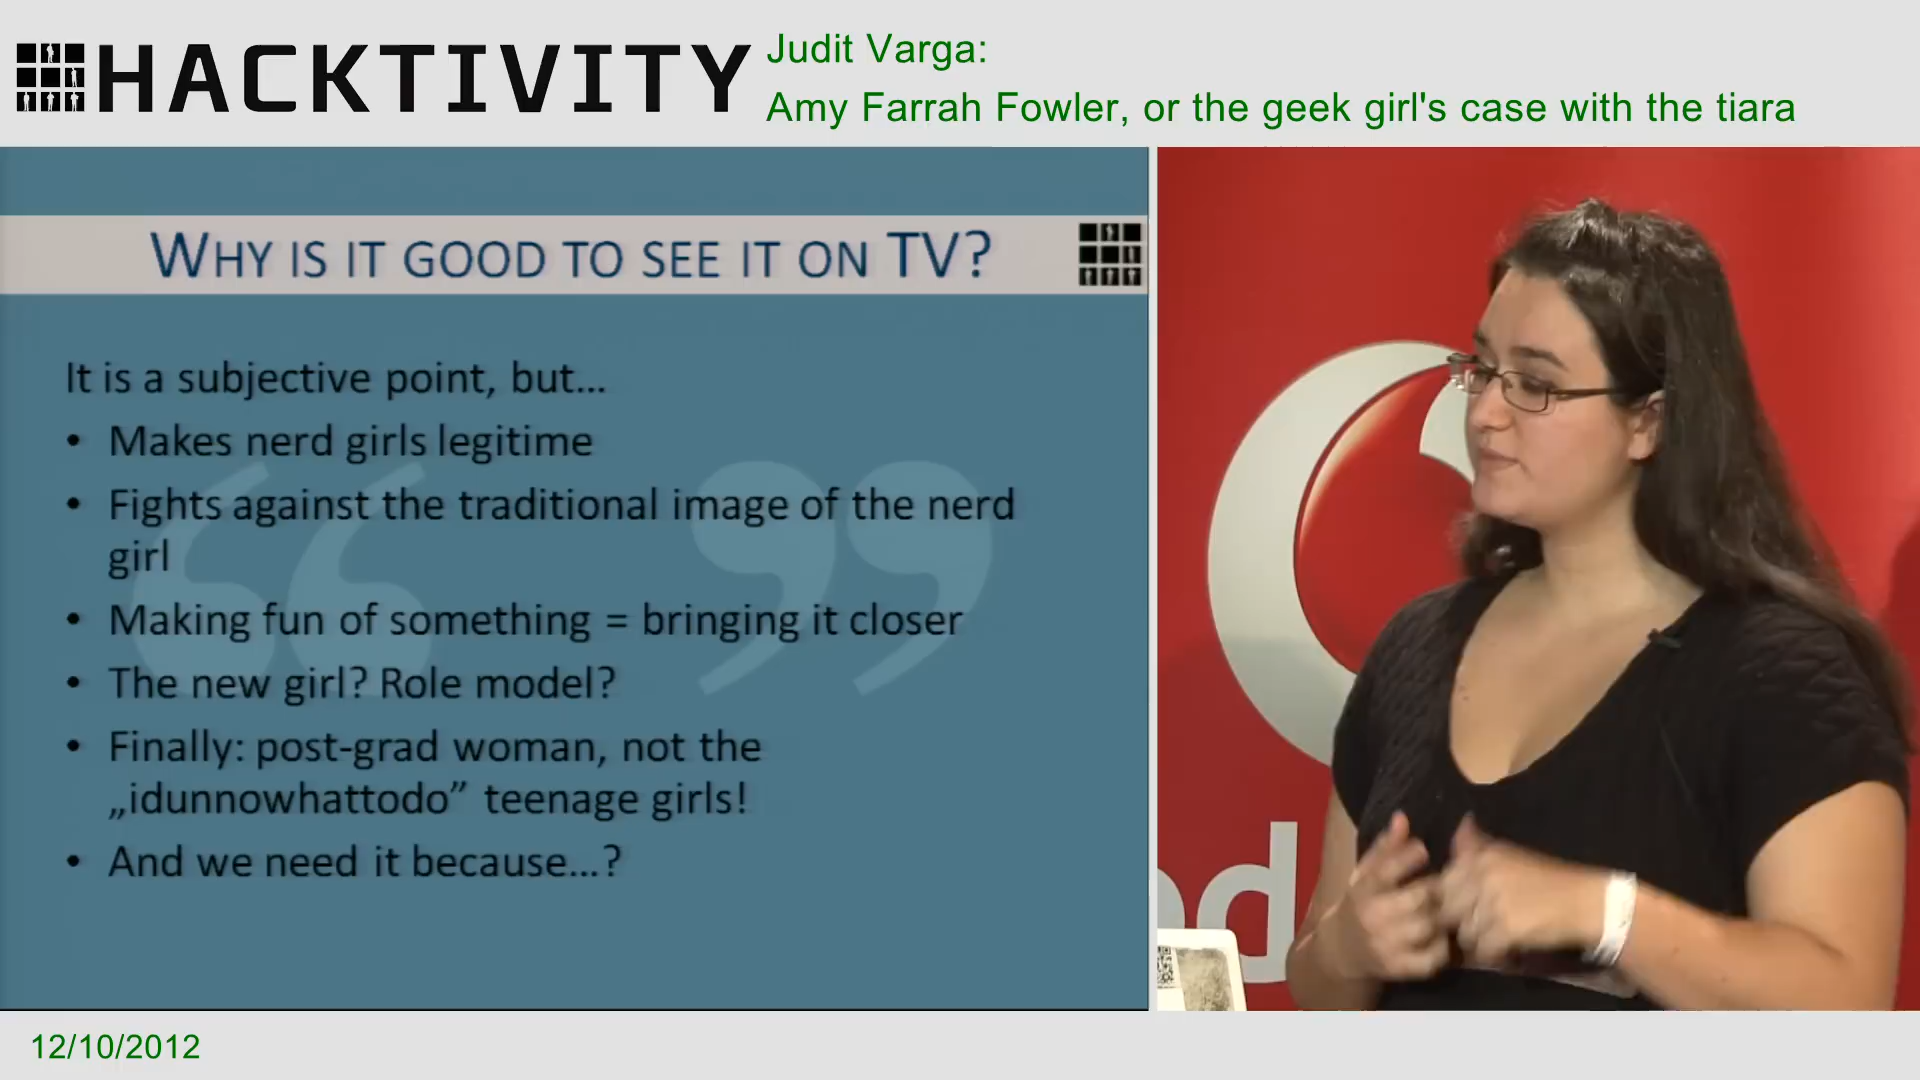 HACKTIVITY
Judit Varga:
Amy Farrah Fowler, or the geek girl's case with the tiara
WHY IS IT GOOD TO SEE IT ON TV?
It is a subjective point, but...
• Makes nerd girls legitime
• Fights against the traditional image of the nerd
girl
• Making fun of something = bringing it closer
• The new girl? Role model?
• Finally: post-grad woman, not the
„idunnowhattodo” teenage girls!
• And we need it because...?
12/10/2012